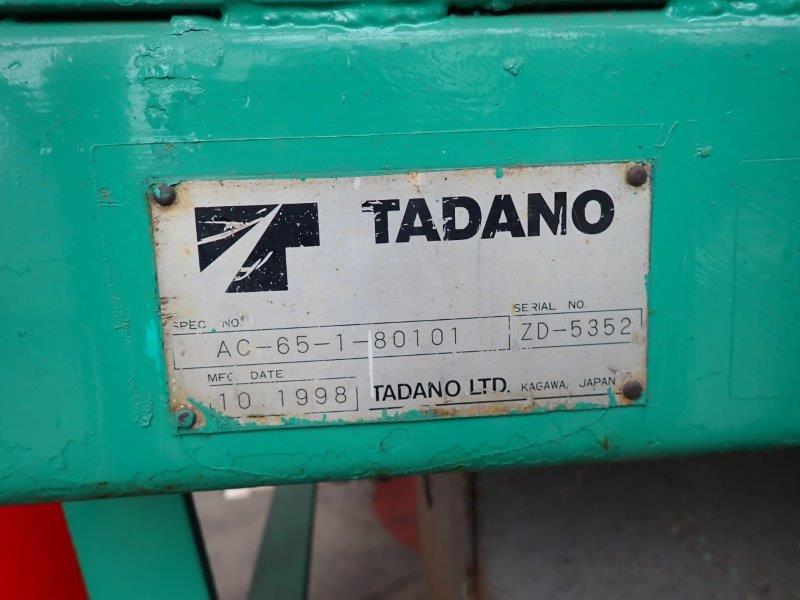 TADANO
SPEC. NO. SERIAL NO.
AC-65-1-80101 ZD-5352
MFG DATE
10.1998 TADANO LTD. KAGAWA, JAPAN